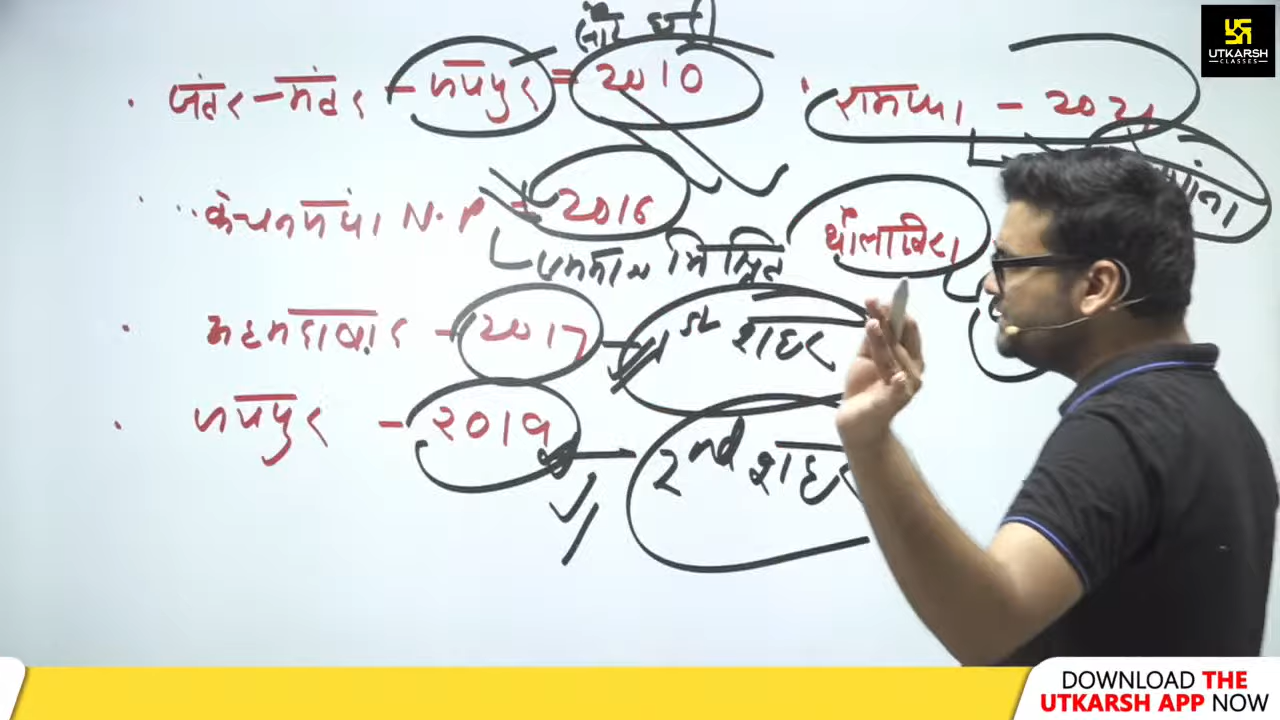 UTKARSH
CLASSES
जंतर-मंतर - जयपुर = 2010
रामप्पा - 2021
कंचनजंघा N.P = 2016
मिश्रित
धौलाविरा
अहमदाबाद - 2017 - 1st शहर
जयपुर - 2019 - 2nd शहर
DOWNLOAD THE
UTKARSH APP NOW